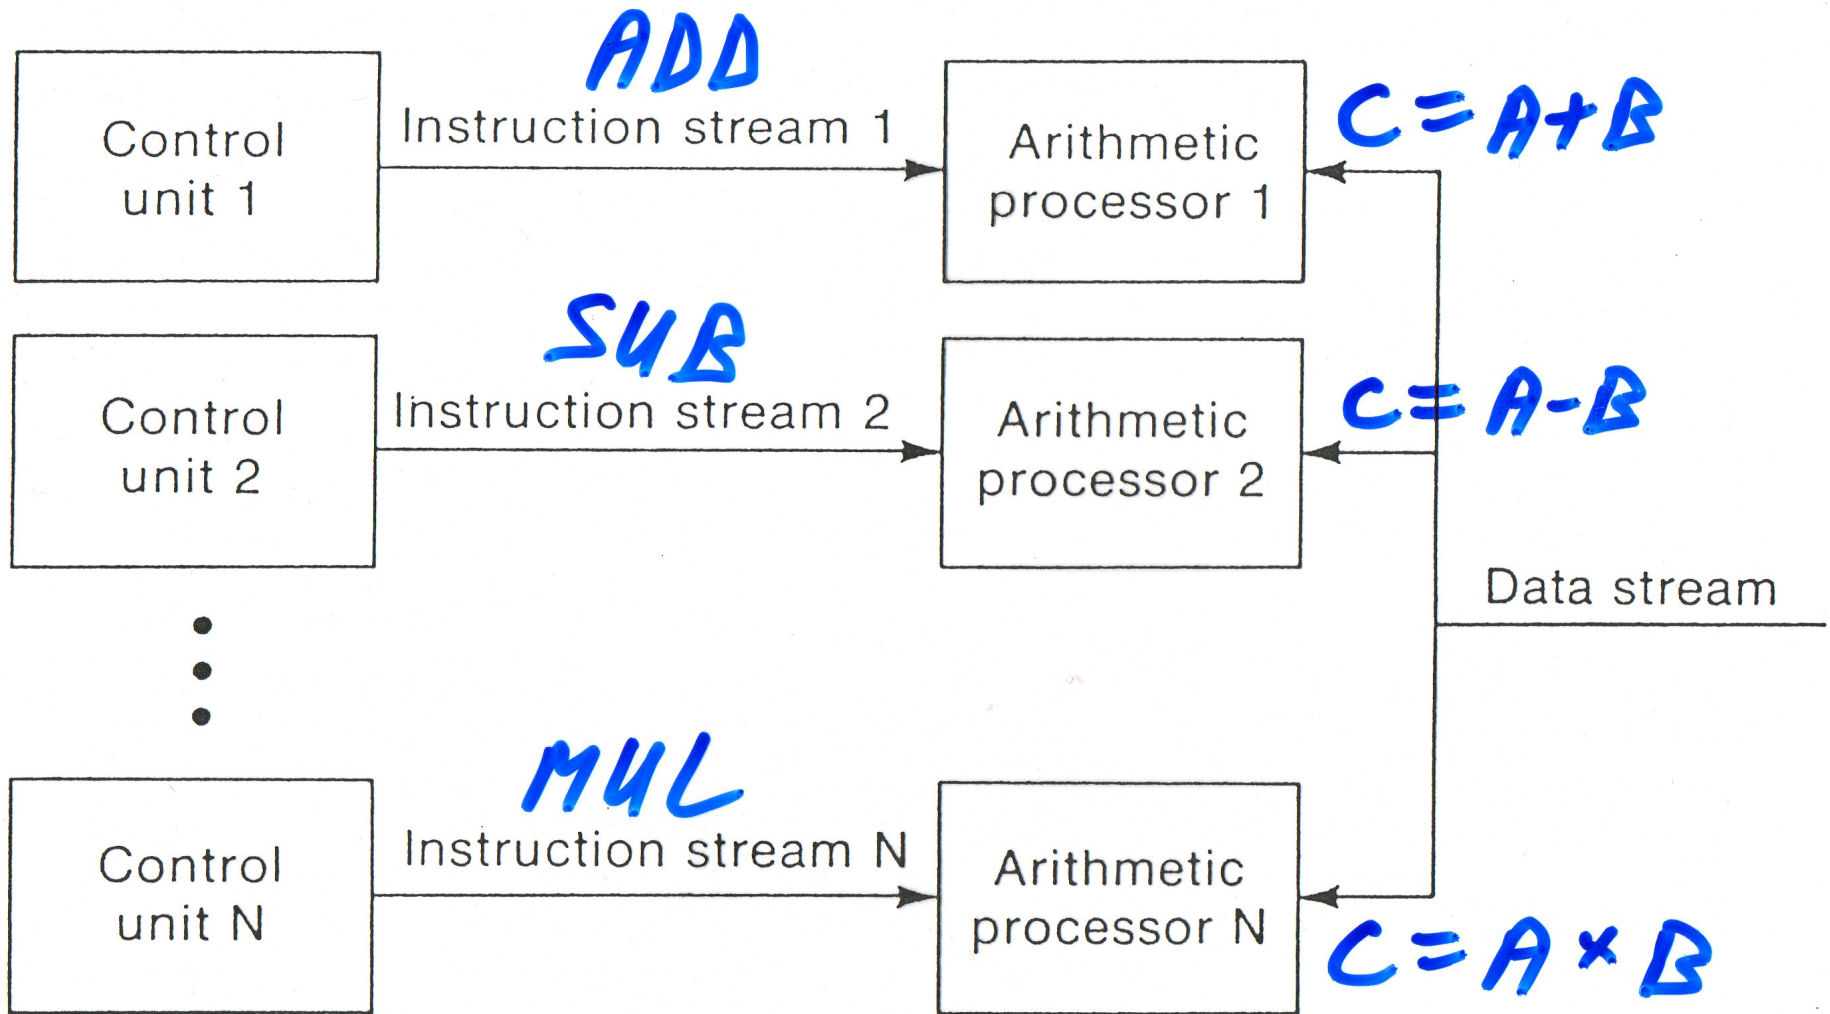 ADD
Control
unit 1
Instruction stream 1
Arithmetic
processor 1
C = A + B
SUB
Control
unit 2
Instruction stream 2
Arithmetic
processor 2
C = A - B
Data stream
MUL
Control
unit N
Instruction stream N
Arithmetic
processor N
C = A × B